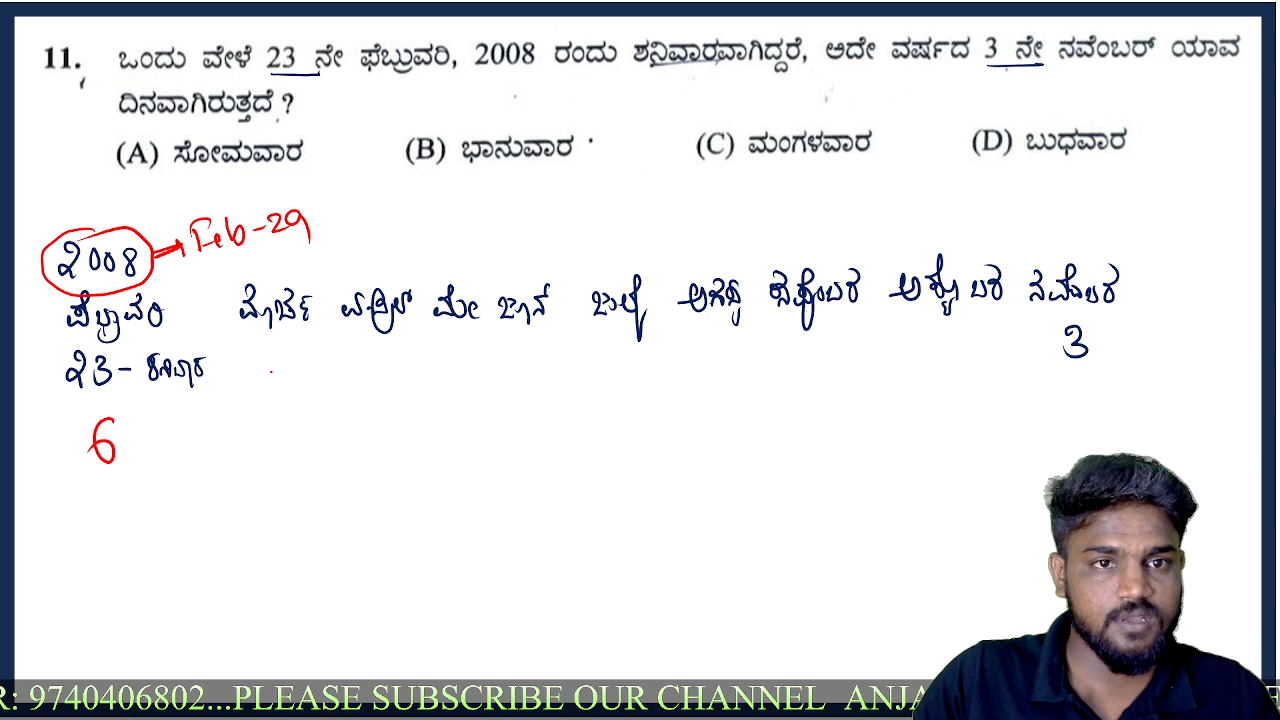 11. ಒಂದು ವೇಳೆ 23 ನೇ ಫೆಬ್ರುವರಿ, 2008 ರಂದು ಶನಿವಾರವಾಗಿದ್ದರೆ, ಅದೇ ವರ್ಷದ 3 ನೇ ನವೆಂಬರ್ ಯಾವ
ದಿನವಾಗಿರುತ್ತದೆ ?
(A) ಸೋಮವಾರ (B) ಭಾನುವಾರ (C) ಮಂಗಳವಾರ (D) ಬುಧವಾರ
2008 → Feb-29
ಫೆಬ್ರುವರಿ ಮಾರ್ಚ್ ಏಪ್ರಿಲ್ ಮೇ ಜೂನ್ ಜುಲೈ ಅಗಸ್ಟ್ ಸೆಪ್ಟೆಂಬರ ಅಕ್ಟೋಬರ ನವೆಂಬರ
23 - ಶನಿವಾರ 3
6
R: 9740406802...PLEASE SUBSCRIBE OUR CHANNEL ANJA